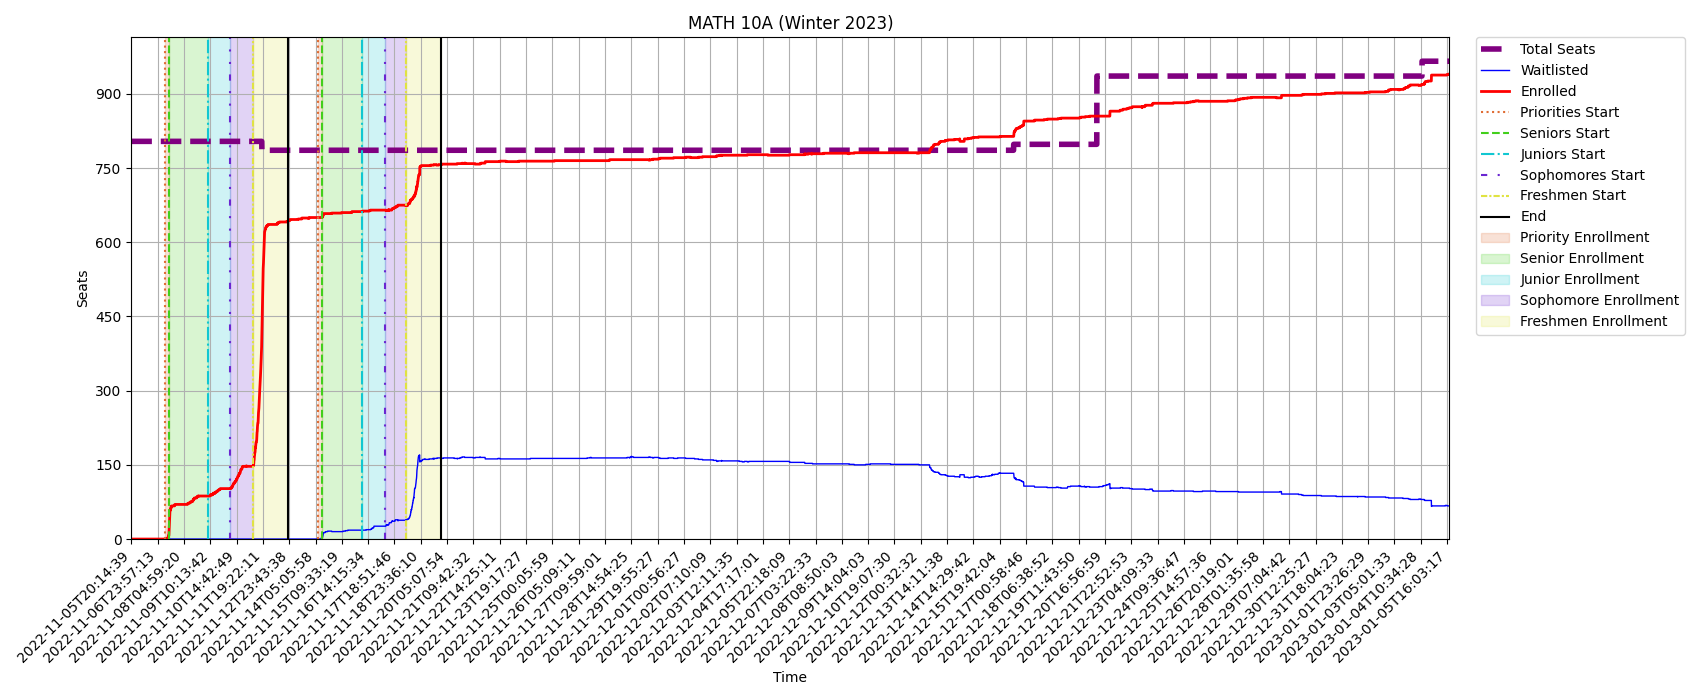 MATH 10A (Winter 2023)
Seats
900
750
600
450
300
150
0
2022-11-05T20:14:39
2022-11-06T23:57:13
2022-11-08T04:59:20
2022-11-09T10:13:42
2022-11-10T14:42:49
2022-11-11T19:22:11
2022-11-12T23:43:38
2022-11-14T05:05:58
2022-11-15T09:33:19
2022-11-16T14:15:34
2022-11-17T18:51:46
2022-11-18T23:36:10
2022-11-20T05:07:54
2022-11-21T09:42:32
2022-11-22T14:25:11
2022-11-23T19:17:27
2022-11-25T00:05:59
2022-11-26T05:09:11
2022-11-27T09:59:01
2022-11-28T14:54:25
2022-11-29T19:55:27
2022-12-01T00:56:27
2022-12-02T07:10:09
2022-12-03T12:11:35
2022-12-04T17:17:01
2022-12-05T22:18:09
2022-12-07T03:22:33
2022-12-08T08:50:03
2022-12-09T14:04:03
2022-12-10T19:07:30
2022-12-12T00:32:32
2022-12-13T14:11:38
2022-12-14T14:29:42
2022-12-15T19:42:04
2022-12-17T00:58:46
2022-12-18T06:38:52
2022-12-19T11:43:50
2022-12-20T16:56:59
2022-12-21T22:52:53
2022-12-23T04:09:33
2022-12-24T09:36:47
2022-12-25T14:57:36
2022-12-26T20:19:01
2022-12-28T01:35:58
2022-12-29T07:04:42
2022-12-30T12:25:27
2022-12-31T18:04:23
2023-01-01T23:26:29
2023-01-03T05:01:33
2023-01-04T10:34:28
2023-01-05T16:03:17
Time
Total Seats
Waitlisted
Enrolled
Priorities Start
Seniors Start
Juniors Start
Sophomores Start
Freshmen Start
End
Priority Enrollment
Senior Enrollment
Junior Enrollment
Sophomore Enrollment
Freshmen Enrollment